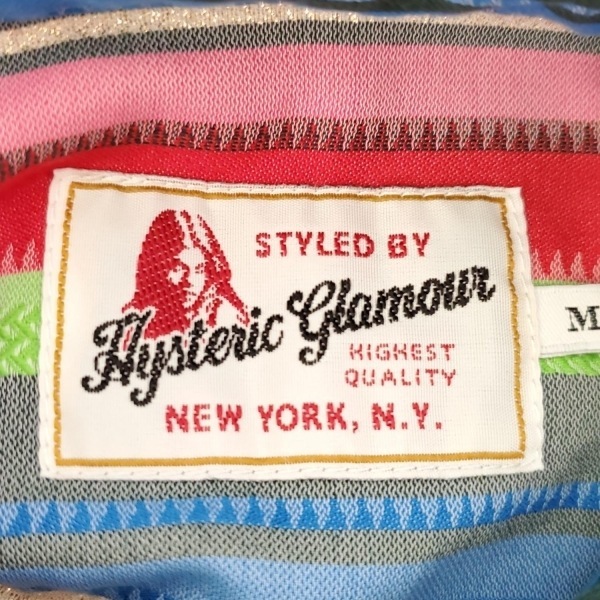 STYLED BY
Hysteric Glamour
HIGHEST
QUALITY
NEW YORK, N.Y.
M